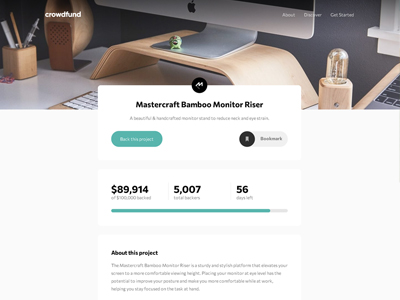 crowdfund
About Discover Get Started
Mastercraft Bamboo Monitor Riser
A beautiful & handcrafted monitor stand to reduce neck and eye strain.
Back this project Bookmark
$89,914 5,007 56
of $100,000 backed total backers days left
About this project
The Mastercraft Bamboo Monitor Riser is a sturdy and stylish platform that elevates your
screen to a more comfortable viewing height. Placing your monitor at eye level has the
potential to improve your posture and make you more comfortable while at work,
helping you stay focused on the task at hand.